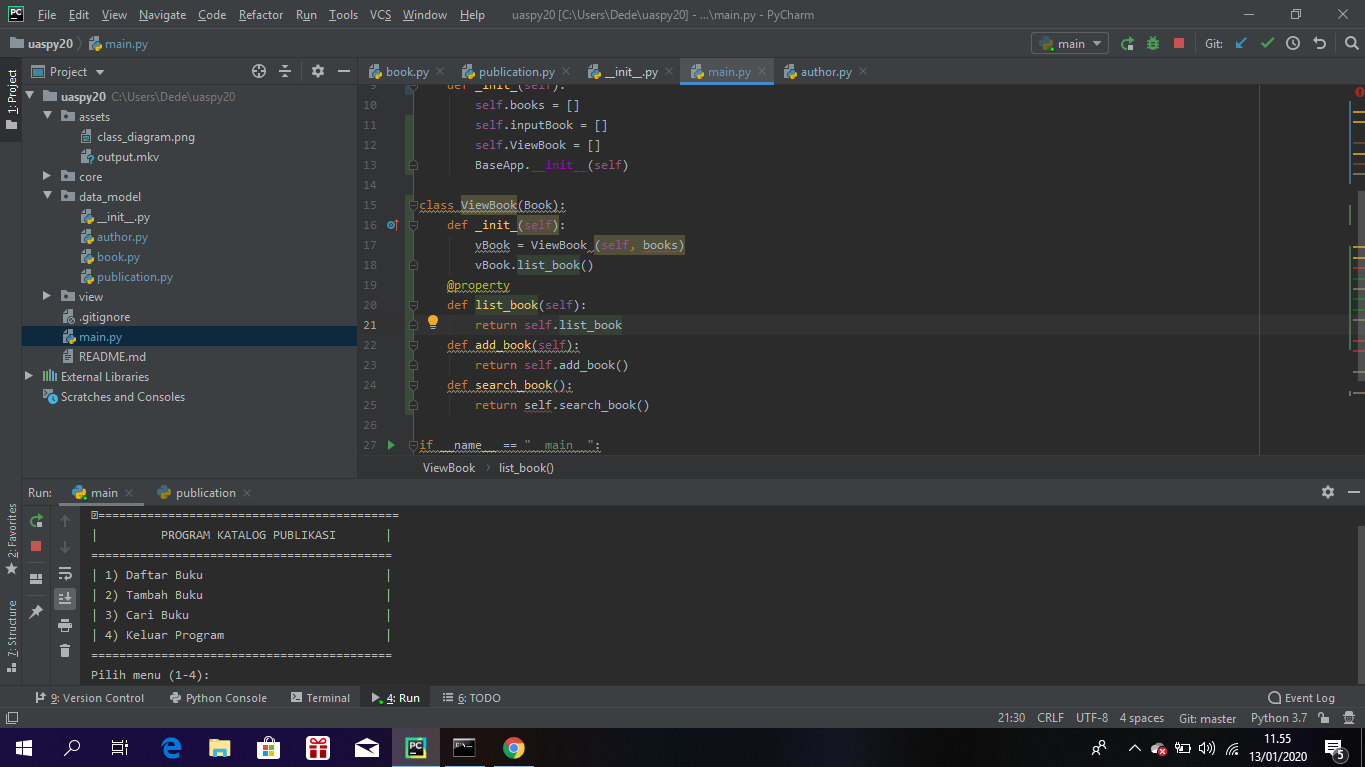 File Edit View Navigate Code Refactor Run Tools VCS Window Help uaspy20 [C:\Users\Dede\uaspy20] - ...\main.py - PyCharm
uaspy20 main.py main Git:
1: Project
Project
book.py publication.py __init__.py main.py author.py
uaspy20 C:\Users\Dede\uaspy20
assets
class_diagram.png
output.mkv
core
data_model
__init__.py
author.py
book.py
publication.py
view
.gitignore
main.py
README.md
External Libraries
Scratches and Consoles
9 def _init_(self):
10 self.books = []
11 self.inputBook = []
12 self.ViewBook = []
13 BaseApp.__init__(self)
14
15 class ViewBook(Book):
16 def _init_(self):
17 vBook = ViewBook (self, books)
18 vBook.list_book()
19 @property
20 def list_book(self):
21 return self.list_book
22 def add_book(self):
23 return self.add_book()
24 def search_book():
25 return self.search_book()
26
27 if __name__ == "__main__":
ViewBook › list_book()
Run: main publication
2: Favorites
7: Structure
===========================================
| PROGRAM KATALOG PUBLIKASI |
===========================================
| 1) Daftar Buku |
| 2) Tambah Buku |
| 3) Cari Buku |
| 4) Keluar Program |
===========================================
Pilih menu (1-4):
9: Version Control Python Console Terminal 4: Run 6: TODO Event Log
21:30 CRLF UTF-8 4 spaces Git: master Python 3.7
11.55
13/01/2020
5